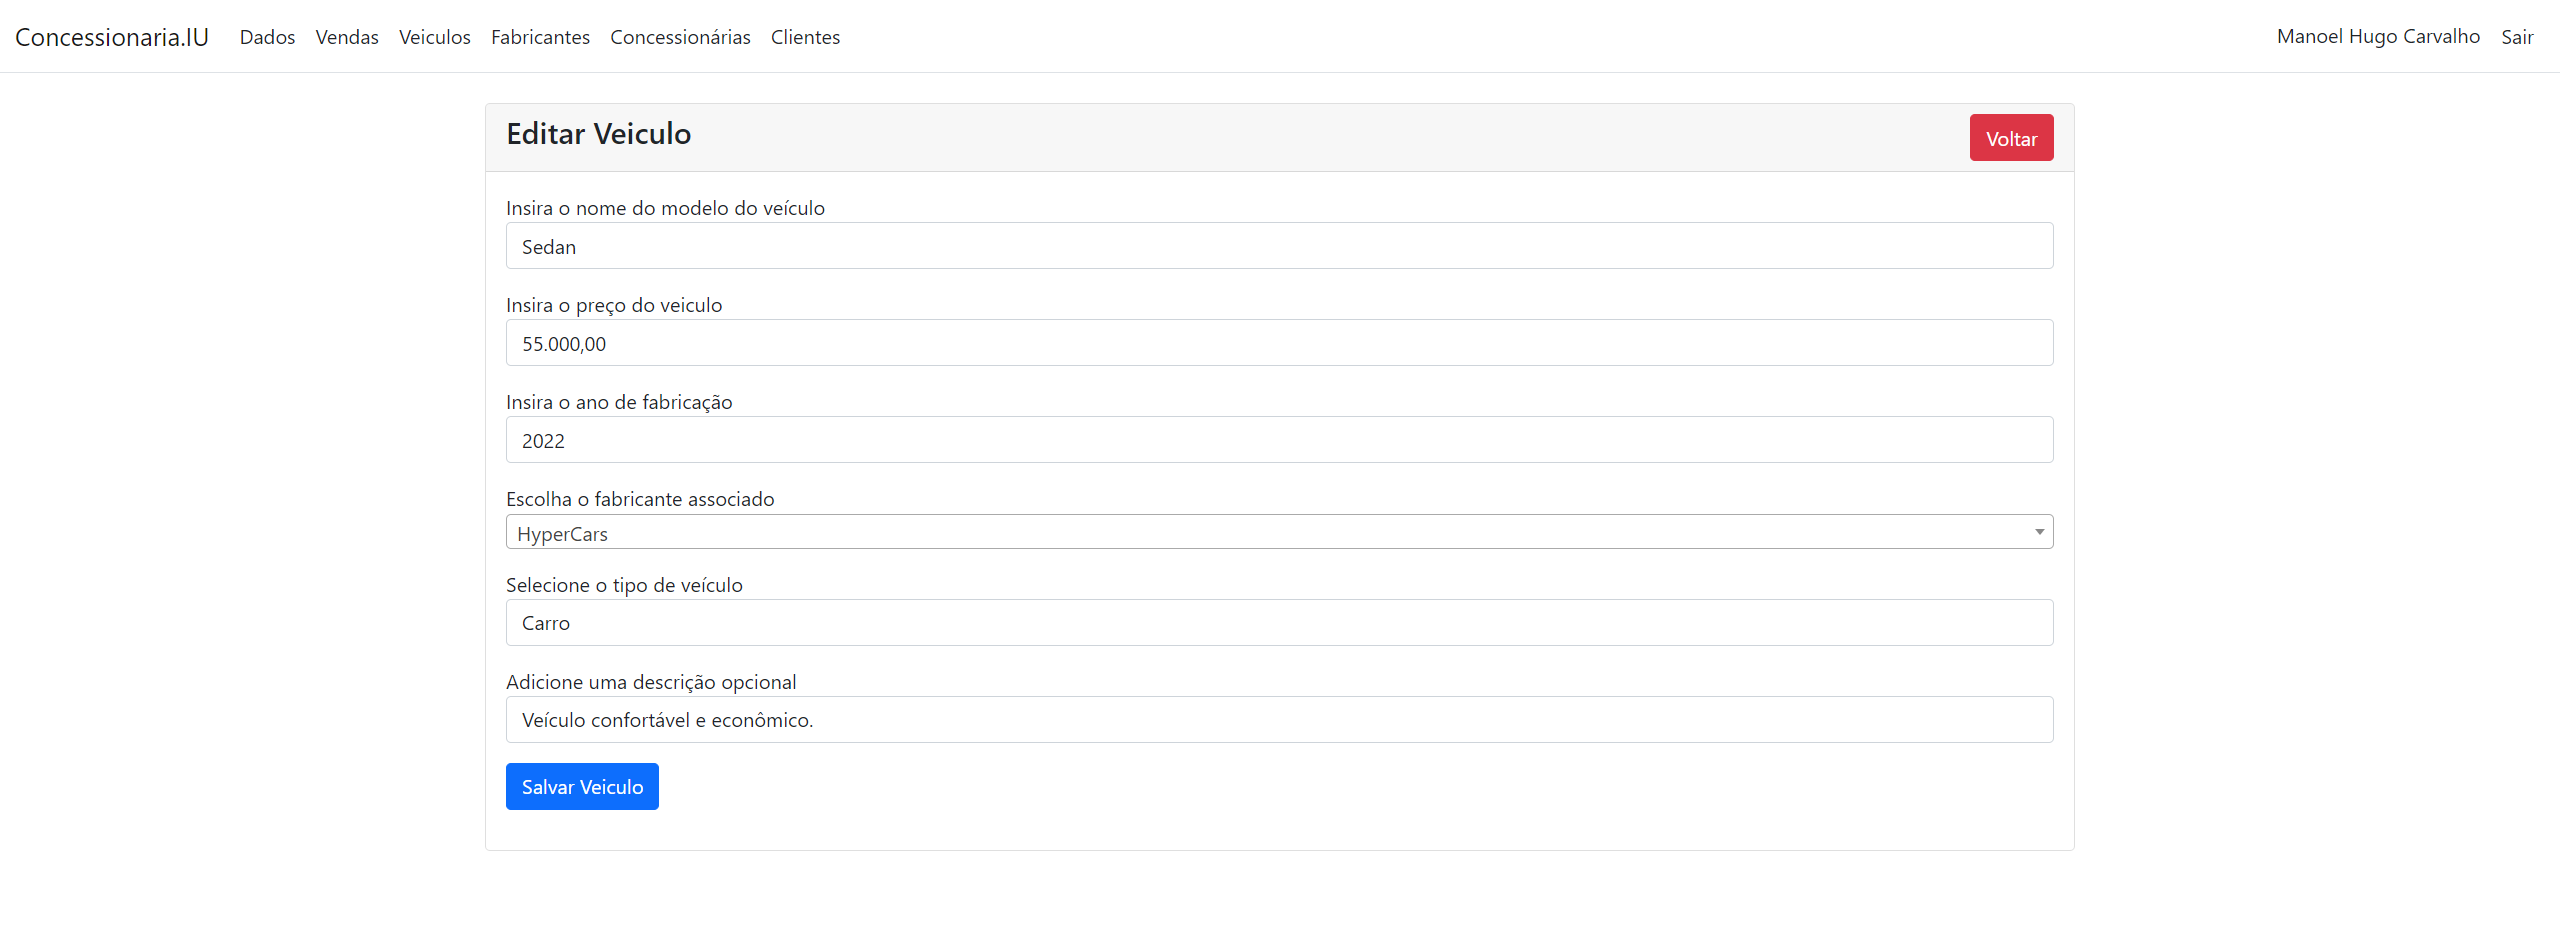 Concessionaria.IU Dados Vendas Veiculos Fabricantes Concessionárias Clientes Manoel Hugo Carvalho Sair
Editar Veiculo Voltar
Insira o nome do modelo do veículo
Sedan
Insira o preço do veiculo
55.000,00
Insira o ano de fabricação
2022
Escolha o fabricante associado
HyperCars
Selecione o tipo de veículo
Carro
Adicione uma descrição opcional
Veículo confortável e econômico.
Salvar Veiculo